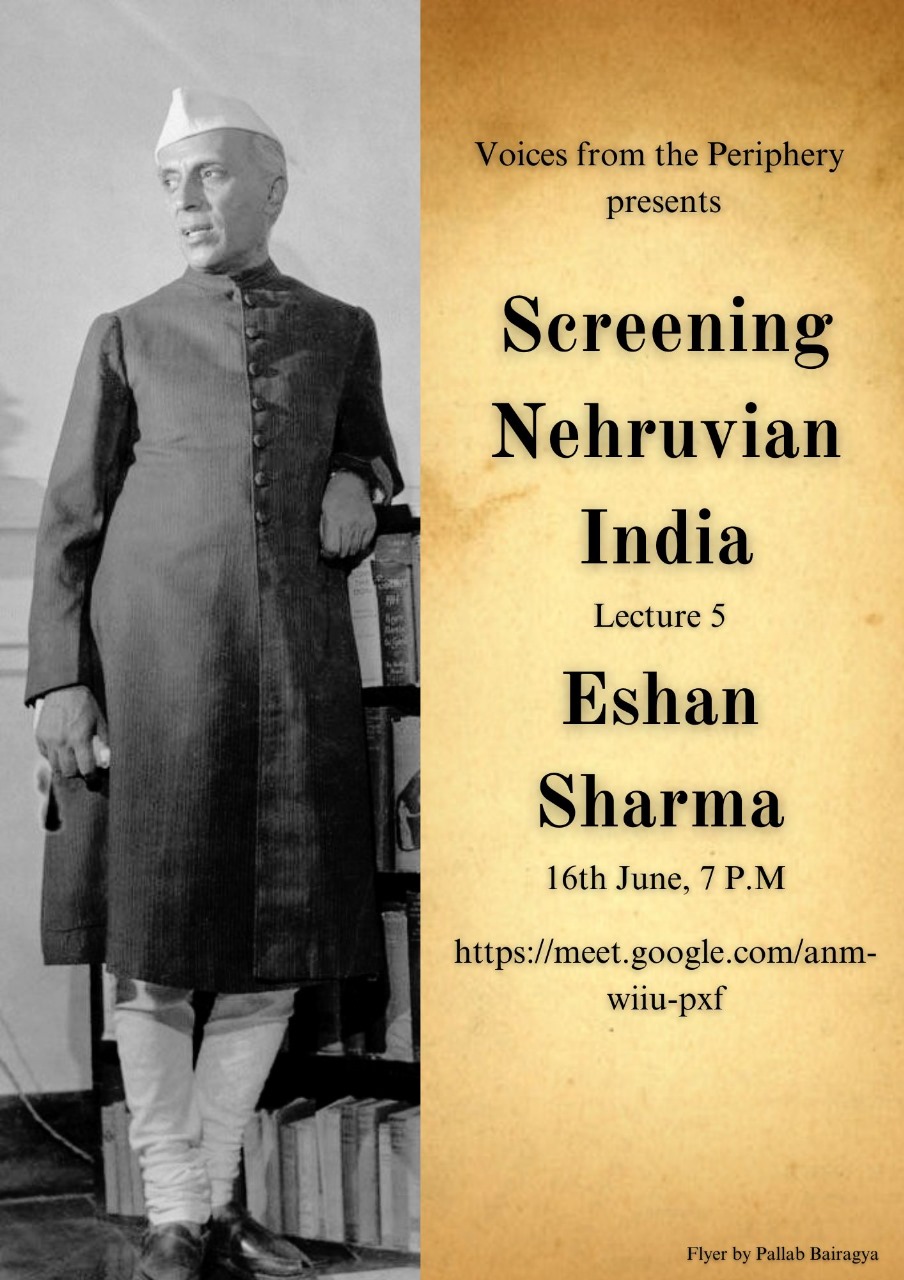 Voices from the Periphery
presents
Screening
Nehruvian
India
Lecture 5
Eshan
Sharma
16th June, 7 P.M
https://meet.google.com/anm-
wiiu-pxf
Flyer by Pallab Bairagya